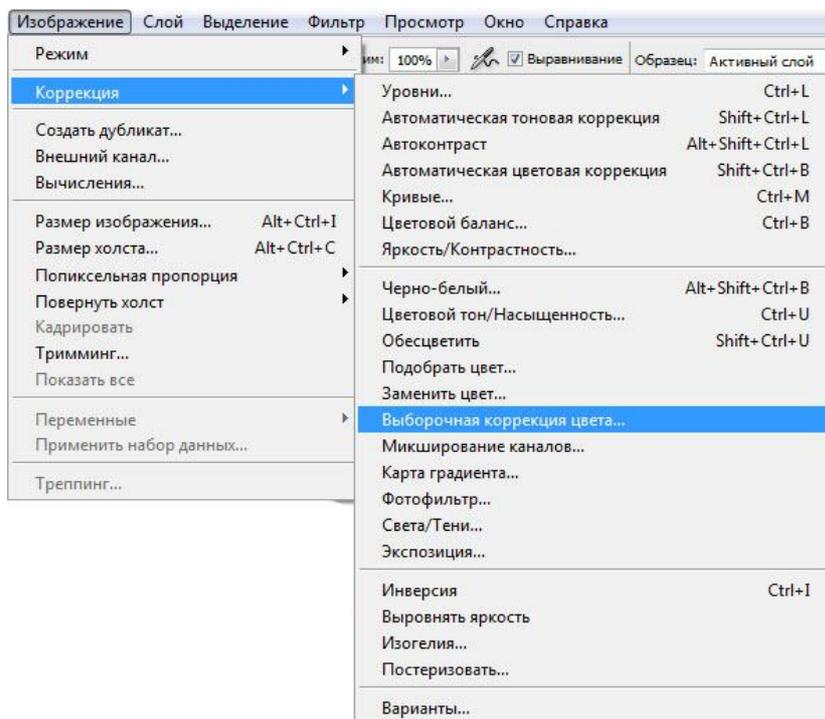 Изображение Слой Выделение Фильтр Просмотр Окно Справка
им: 100% Выравнивание Образец: Активный слой
Режим
Коррекция
Создать дубликат...
Внешний канал...
Вычисления...
Размер изображения... Alt+Ctrl+I
Размер холста... Alt+Ctrl+C
Попиксельная пропорция
Повернуть холст
Кадрировать
Тримминг...
Показать все
Переменные
Применить набор данных...
Треппинг...
Уровни... Ctrl+L
Автоматическая тоновая коррекция Shift+Ctrl+L
Автоконтраст Alt+Shift+Ctrl+L
Автоматическая цветовая коррекция Shift+Ctrl+B
Кривые... Ctrl+M
Цветовой баланс... Ctrl+B
Яркость/Контрастность...
Черно-белый... Alt+Shift+Ctrl+B
Цветовой тон/Насыщенность... Ctrl+U
Обесцветить Shift+Ctrl+U
Подобрать цвет...
Заменить цвет...
Выборочная коррекция цвета...
Микширование каналов...
Карта градиента...
Фотофильтр...
Света/Тени...
Экспозиция...
Инверсия Ctrl+I
Выровнять яркость
Изогелия...
Постеризовать...
Варианты...